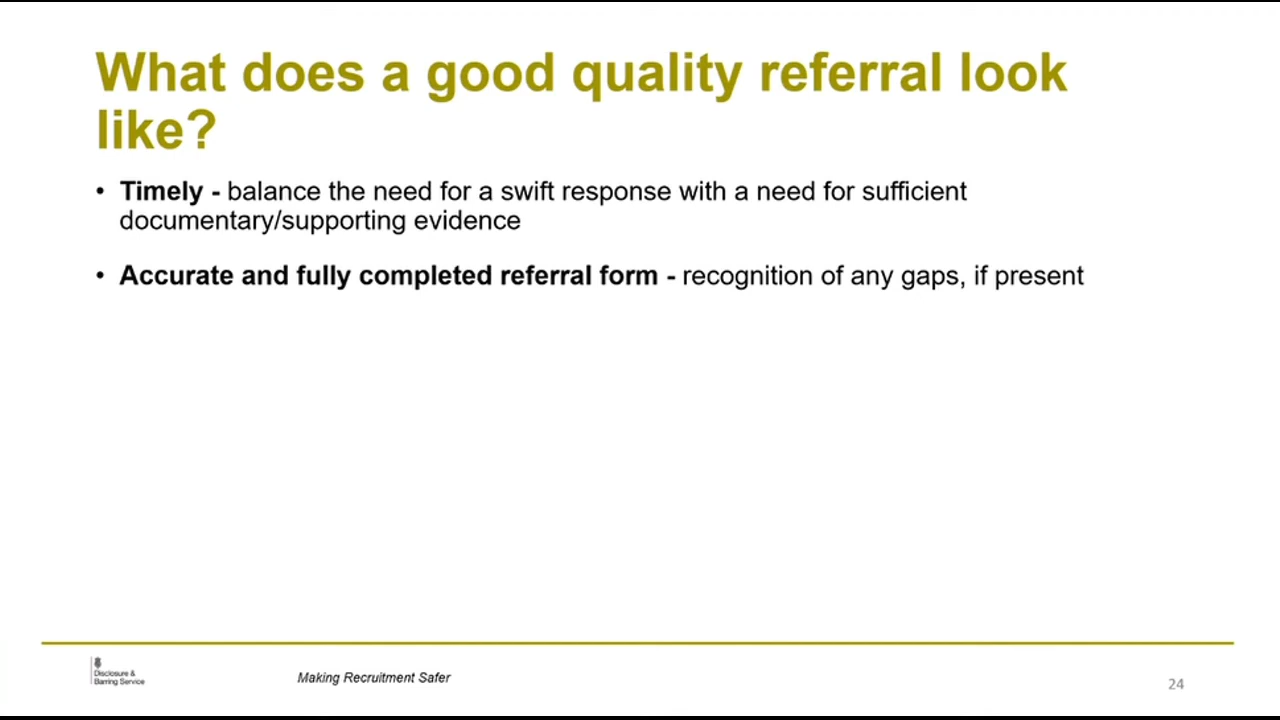 What does a good quality referral look
like?
• Timely - balance the need for a swift response with a need for sufficient
documentary/supporting evidence
• Accurate and fully completed referral form - recognition of any gaps, if present
Disclosure &
Barring Service
Making Recruitment Safer
24